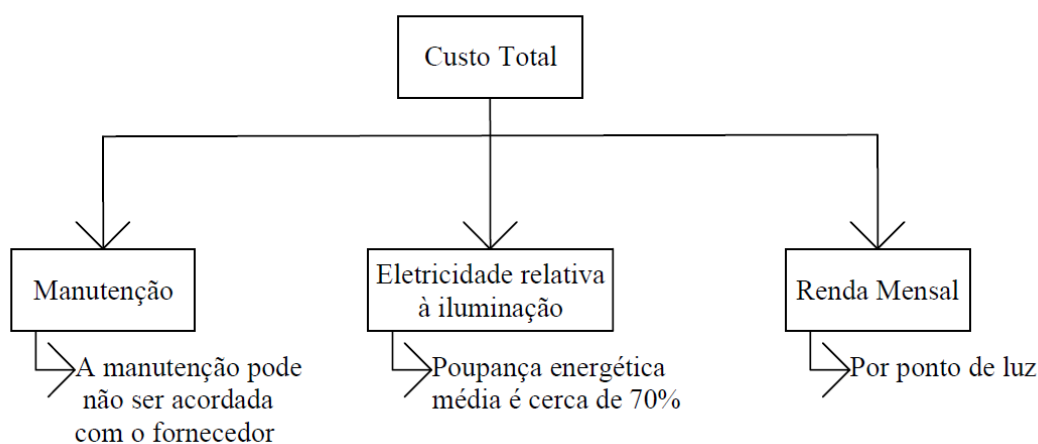 Custo Total
Manutenção
Eletricidade relativa
à iluminação
Renda Mensal
A manutenção pode
não ser acordada
com o fornecedor
Poupança energética
média é cerca de 70%
Por ponto de luz